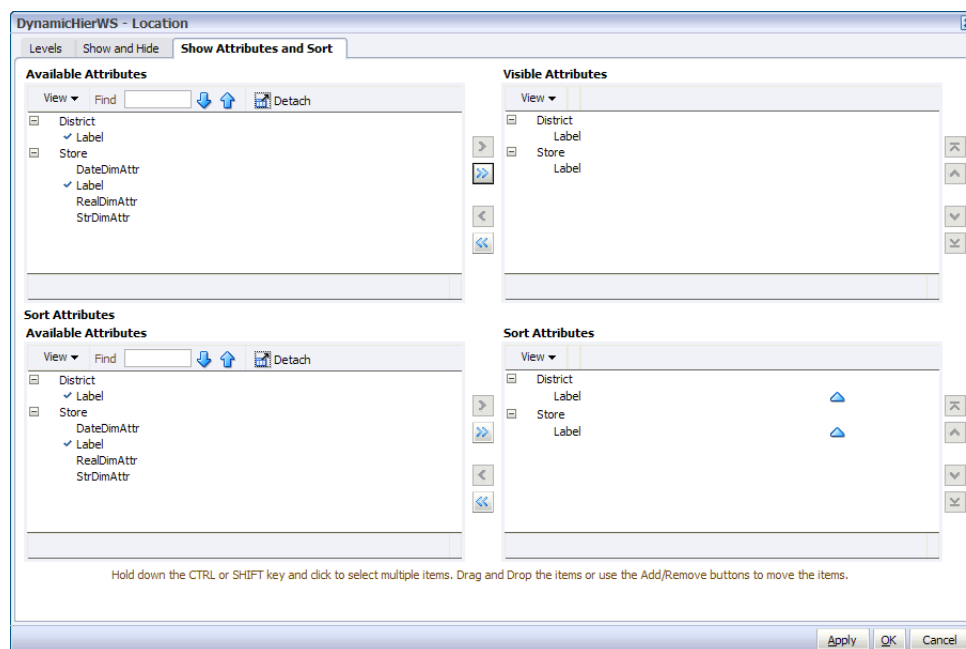 DynamicHierWS - Location
Levels Show and Hide Show Attributes and Sort
Available Attributes
View Find Detach
District
Label
Store
DateDimAttr
Label
RealDimAttr
StrDimAttr
Visible Attributes
View
District
Label
Store
Label
Sort Attributes
Available Attributes
View Find Detach
District
Label
Store
DateDimAttr
Label
RealDimAttr
StrDimAttr
Sort Attributes
View
District
Label
Store
Label
Hold down the CTRL or SHIFT key and click to select multiple items. Drag and Drop the items or use the Add/Remove buttons to move the items.
Apply OK Cancel